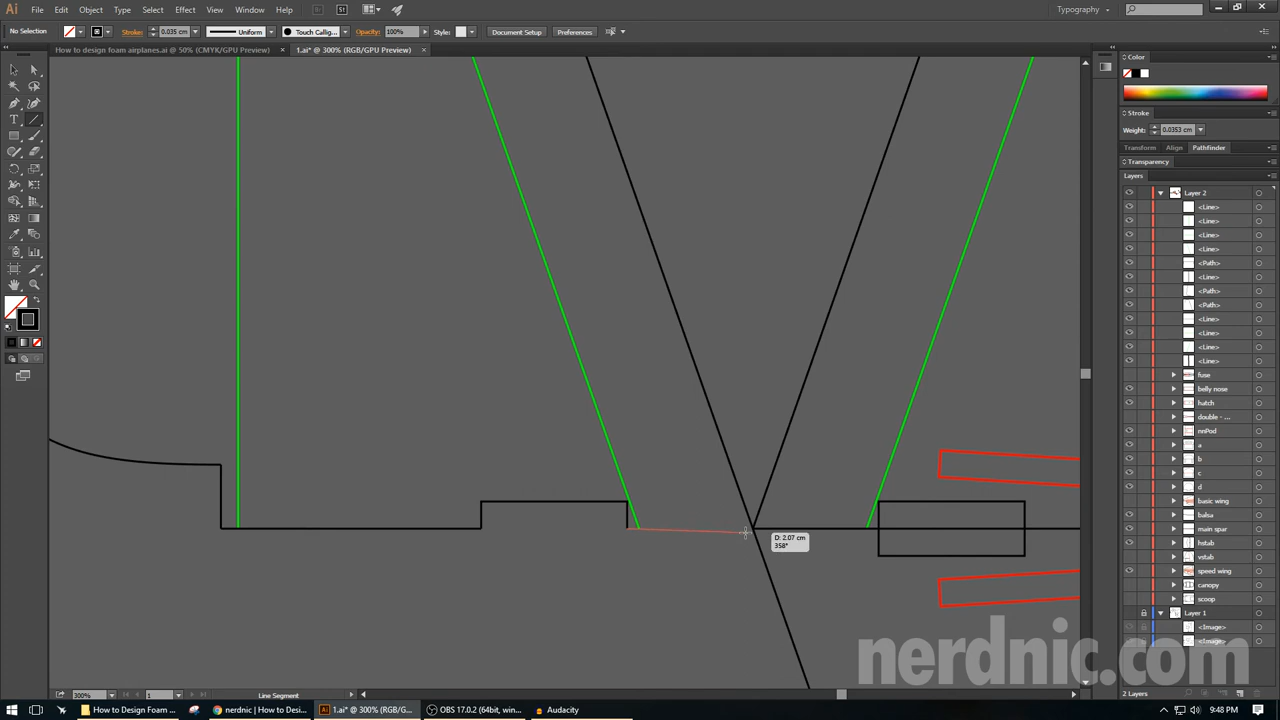 Ai File Edit Object Type Select Effect View Window Help Br St Typography
No Selection Stroke: 0.035 cm Uniform Touch Callig... Opacity: 100% Style: Document Setup Preferences
How to design foam airplanes.ai @ 50% (CMYK/GPU Preview) × 1.ai* @ 300% (RGB/GPU Preview) ×
Color
Stroke
Weight: 0.0353 cm
Transform Align Pathfinder
Transparency
Layers
Layer 2
<Line>
<Line>
<Line>
<Line>
<Path>
<Line>
<Path>
<Path>
<Line>
<Line>
<Line>
<Line>
fuse
belly nose
hatch
double - ...
nnPod
a
b
c
d
basic wing
balsa
main spar
hstab
vstab
speed wing
canopy
scoop
Layer 1
<Image>
<Image>
2 Layers
D: 2.07 cm
358°
nerdnic.com
300% 1 Line Segment
How to Design Foam ... nerdnic | How to Desi... 1.ai* @ 300% (RGB/G... OBS 17.0.2 (64bit, win... Audacity 9:48 PM